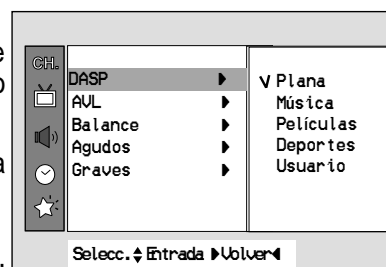 e
o
a
.
CH.
DASP
AVL
Balance
Agudos
Graves
V Plana
Música
Películas
Deportes
Usuario
Selecc. Entrada Volver